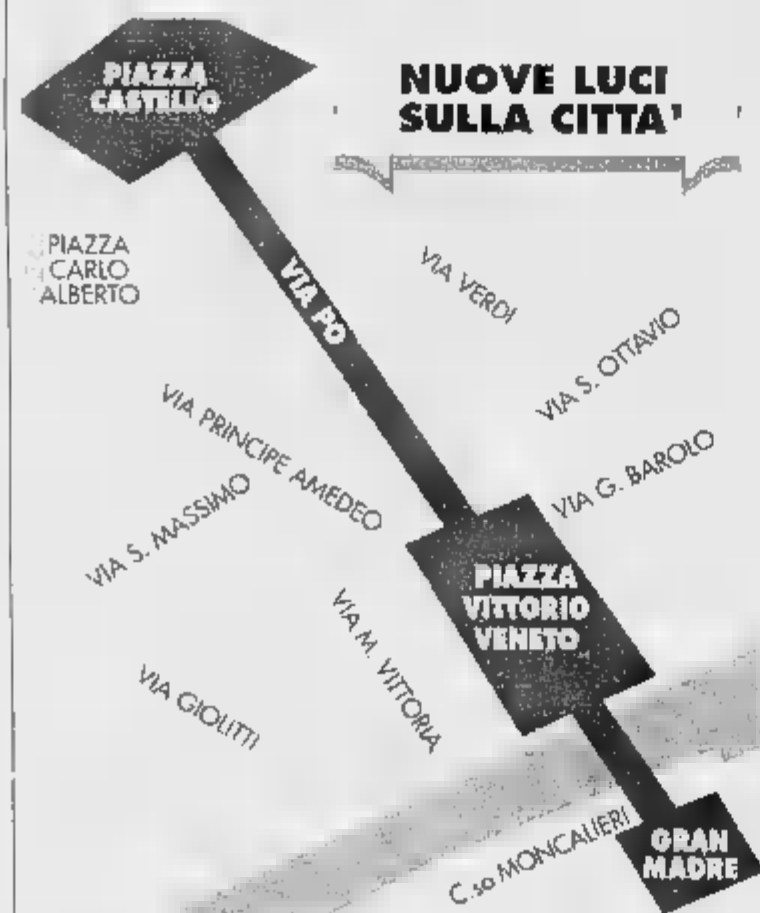 PIAZZA
CASTELLO
NUOVE LUCI
SULLA CITTA'
PIAZZA
CARLO
ALBERTO
VIA PO
VIA VERDI
VIA S. OTTAVIO
VIA PRINCIPE AMEDEO
VIA G. BAROLO
VIA S. MASSIMO
PIAZZA
VITTORIO
VENETO
VIA M. VITTORIA
VIA GIOLITTI
C.so MONCALIERI
GRAN
MADRE